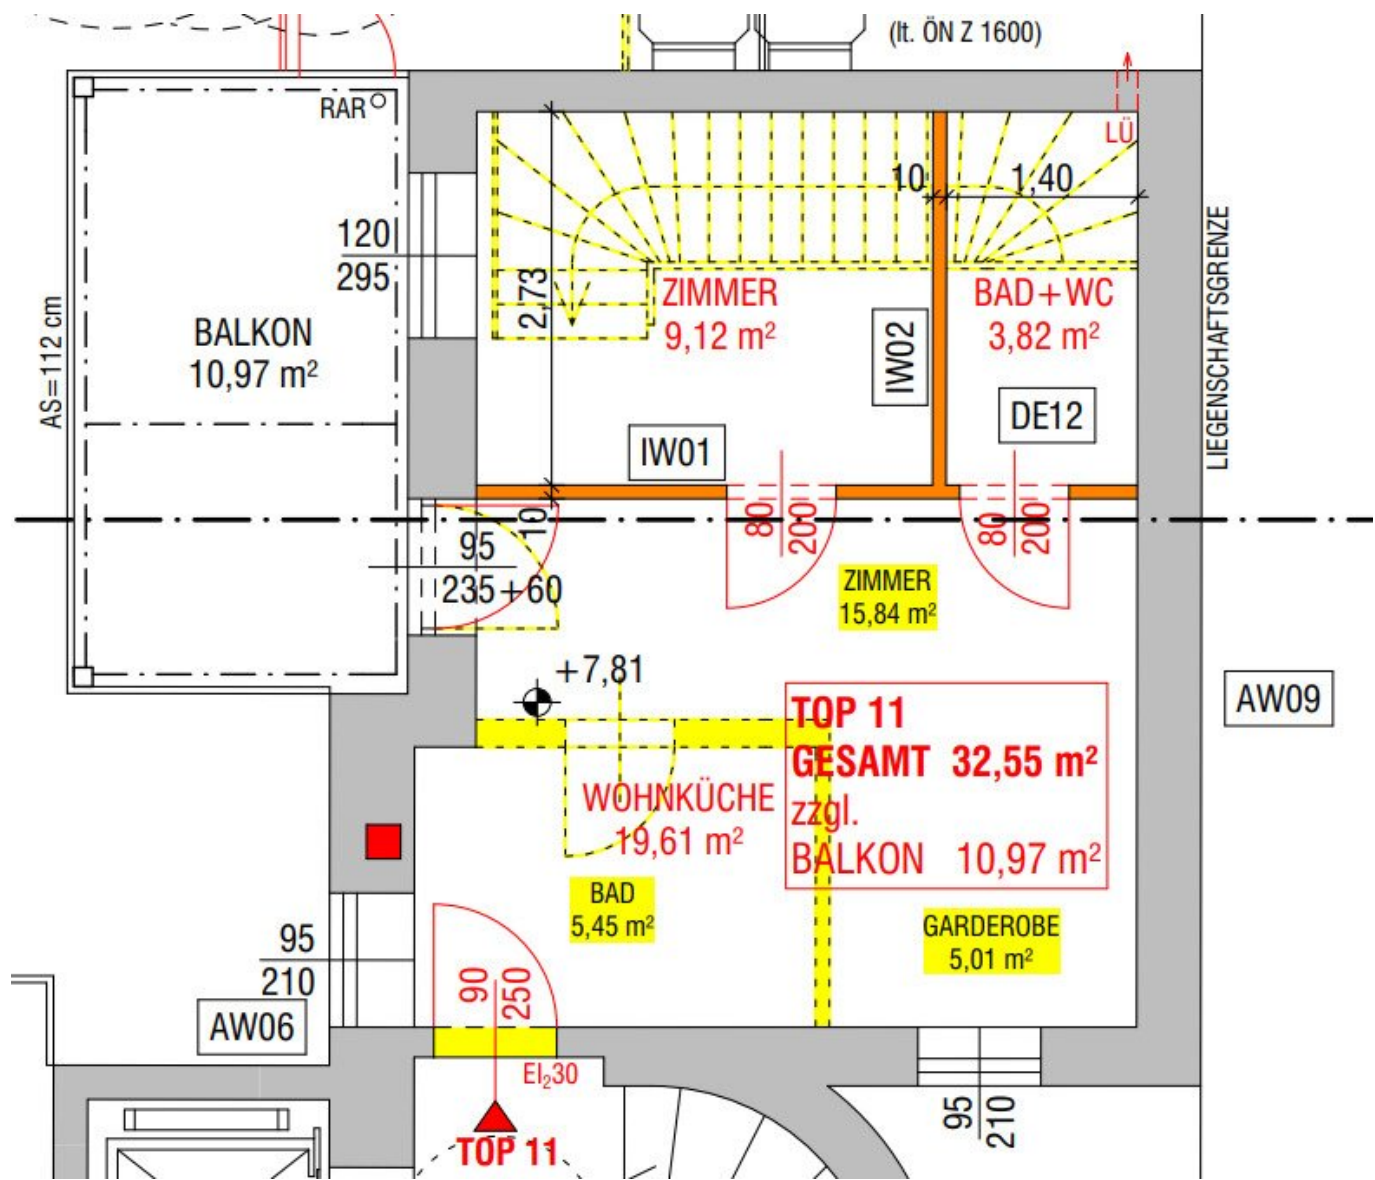 (lt. ÖN Z 1600)
RAR
LÜ
10
1,40
120
295
2,73
ZIMMER
9,12 m²
BAD+WC
3,82 m²
BALKON
10,97 m²
AS=112 cm
IW02
DE12
IW01
LIEGENSCHAFTSGRENZE
10
80
200
80
200
95
235+60
ZIMMER
15,84 m²
+7,81
AW09
TOP 11
GESAMT 32,55 m²
zzgl.
BALKON 10,97 m²
WOHNKÜCHE
19,61 m²
BAD
5,45 m²
GARDEROBE
5,01 m²
95
210
90
250
AW06
EI₂30
95
210
TOP 11